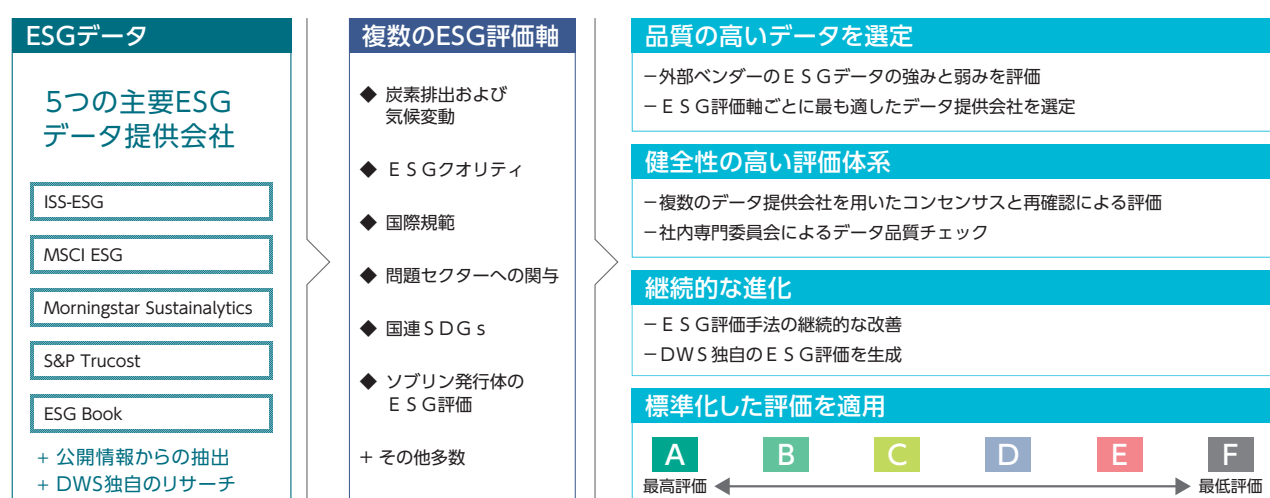 ESGデータ
5つの主要ESG
データ提供会社
ISS-ESG
MSCI ESG
Morningstar Sustainalytics
S&P Trucost
ESG Book
+ 公開情報からの抽出
+ DWS独自のリサーチ
複数のESG評価軸
◆ 炭素排出および
気候変動
◆ ESGクオリティ
◆ 国際規範
◆ 問題セクターへの関与
◆ 国連SDGs
◆ ソブリン発行体の
ESG評価
+ その他多数
品質の高いデータを選定
－外部ベンダーのESGデータの強みと弱みを評価
－ESG評価軸ごとに最も適したデータ提供会社を選定
健全性の高い評価体系
－複数のデータ提供会社を用いたコンセンサスと再確認による評価
－社内専門委員会によるデータ品質チェック
継続的な進化
－ESG評価手法の継続的な改善
－DWS独自のESG評価を生成
標準化した評価を適用
A B C D E F
最高評価 最低評価